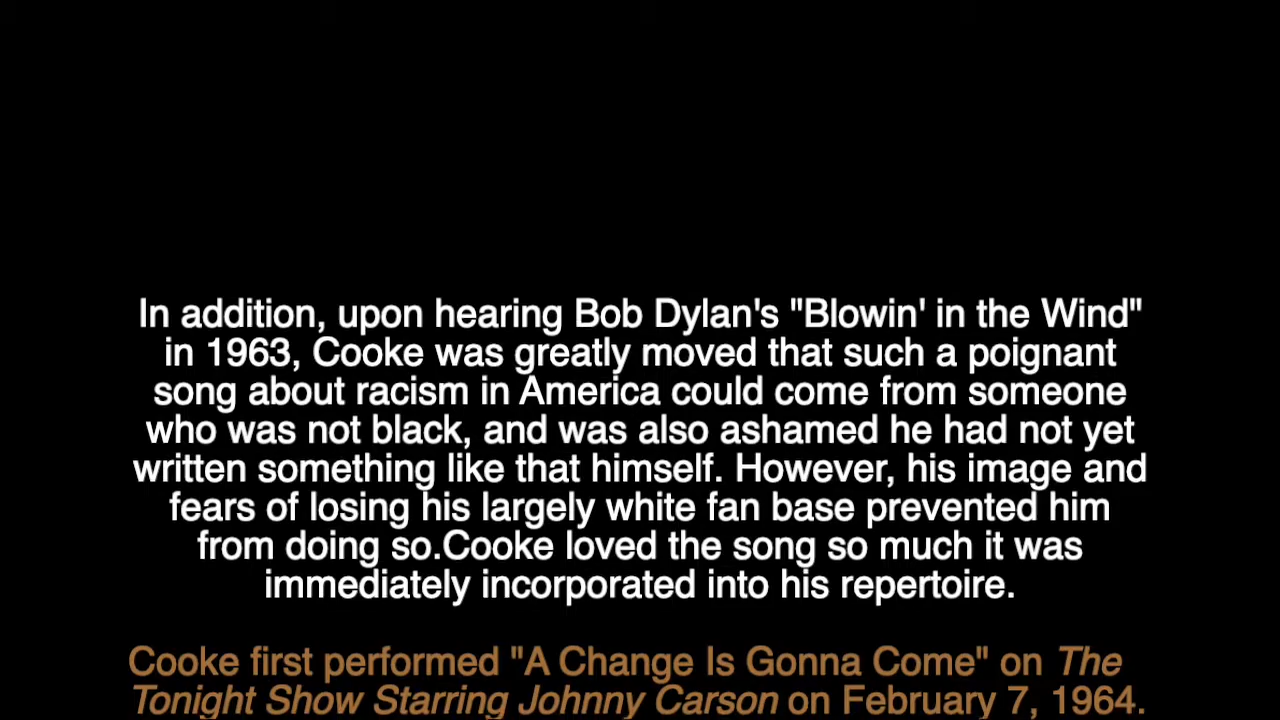 In addition, upon hearing Bob Dylan's "Blowin' in the Wind"
in 1963, Cooke was greatly moved that such a poignant
song about racism in America could come from someone
who was not black, and was also ashamed he had not yet
written something like that himself. However, his image and
fears of losing his largely white fan base prevented him
from doing so.Cooke loved the song so much it was
immediately incorporated into his repertoire.
Cooke first performed "A Change Is Gonna Come" on The
Tonight Show Starring Johnny Carson on February 7, 1964.